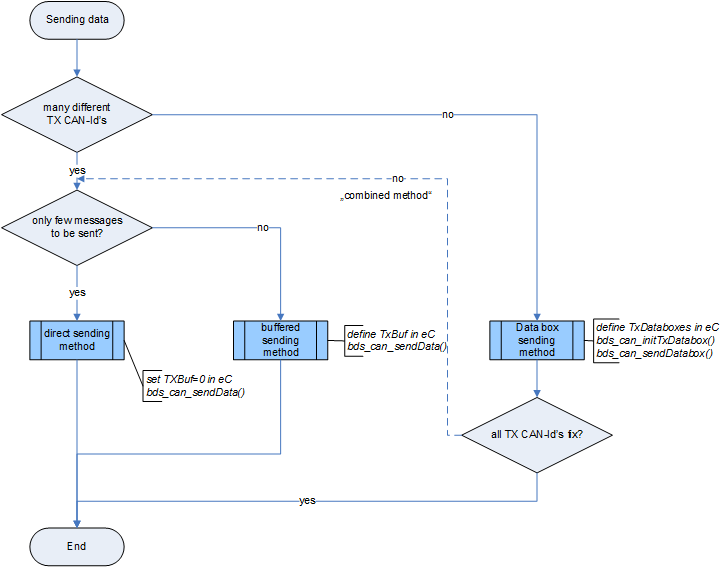 Sending data
many different
TX CAN-Id's
no
yes
no
„combined method“
only few messages
to be sent?
no
yes
direct sending
method
buffered
sending
method
define TxBuf in eC
bds_can_sendData()
Databox
sending
method
define TxDataboxes in eC
bds_can_initTxDatabox()
bds_can_sendDatabox()
set TXBuf=0 in eC
bds_can_sendData()
all TX CAN-Id's fix?
yes
End